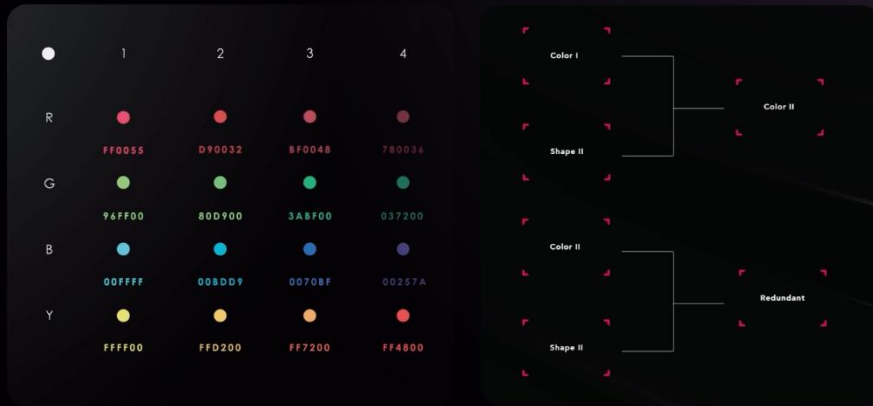 1 2 3 4
R
FF0055 D90032 BF0048 780036
G
96FF00 80D900 3ABF00 037200
B
00FFFF 00BDD9 0070BF 00257A
Y
FFFF00 FFD200 FF7200 FF4800
Color I
Color II
Shape II
Color II
Redundant
Shape II